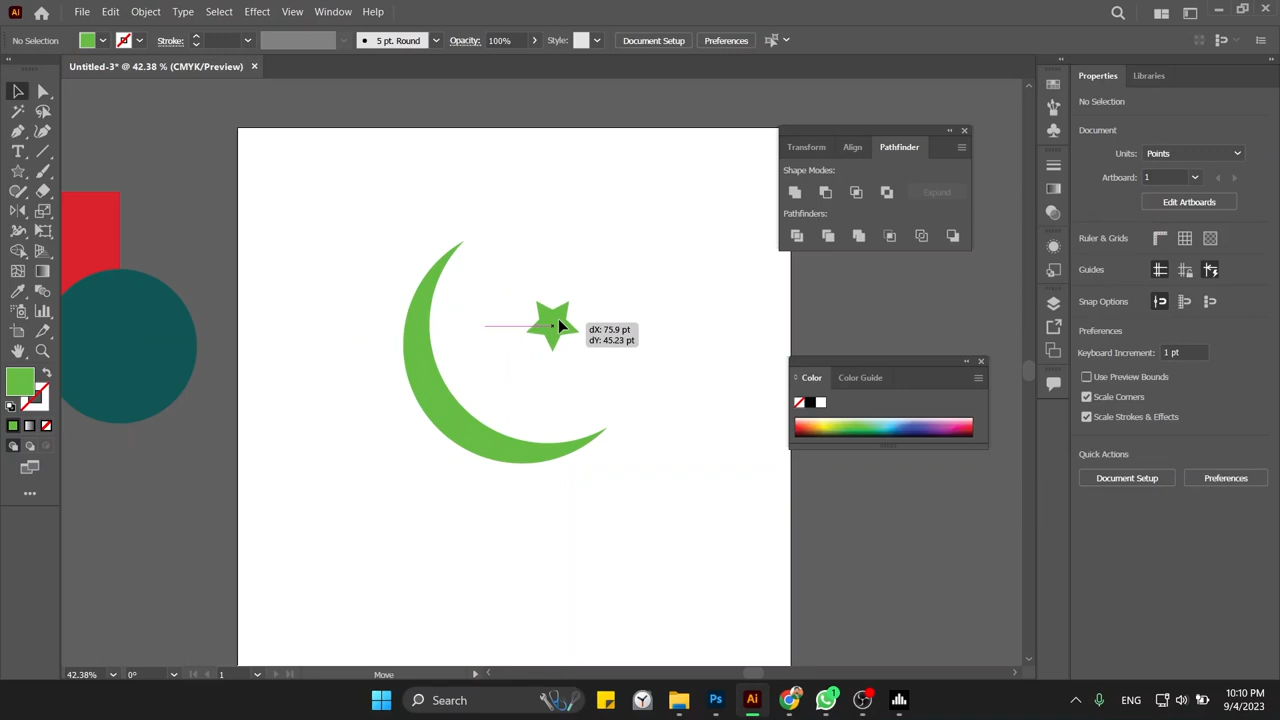 Ai File Edit Object Type Select Effect View Window Help
No Selection Stroke: 5 pt. Round Opacity: 100% Style: Document Setup Preferences
Untitled-3* @ 42.38 % (CMYK/Preview)
Properties Libraries
No Selection
Document
Units: Points
Artboard: 1
Edit Artboards
Ruler & Grids
Guides
Snap Options
Preferences
Keyboard Increment: 1 pt
Use Preview Bounds
Scale Corners
Scale Strokes & Effects
Quick Actions
Document Setup Preferences
Transform Align Pathfinder
Shape Modes:
Expand
Pathfinders:
dX: 75.9 pt
dY: 45.23 pt
Color Color Guide
42.38% 0° 1 Move
Search Ps Ai 1 ENG 10:10 PM
9/4/2023